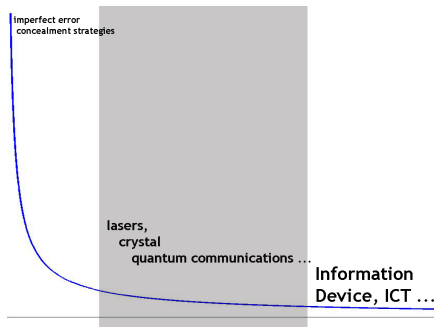 imperfect error
concealment strategies
lasers,
crystal
quantum communications ...
Information
Device, ICT ...